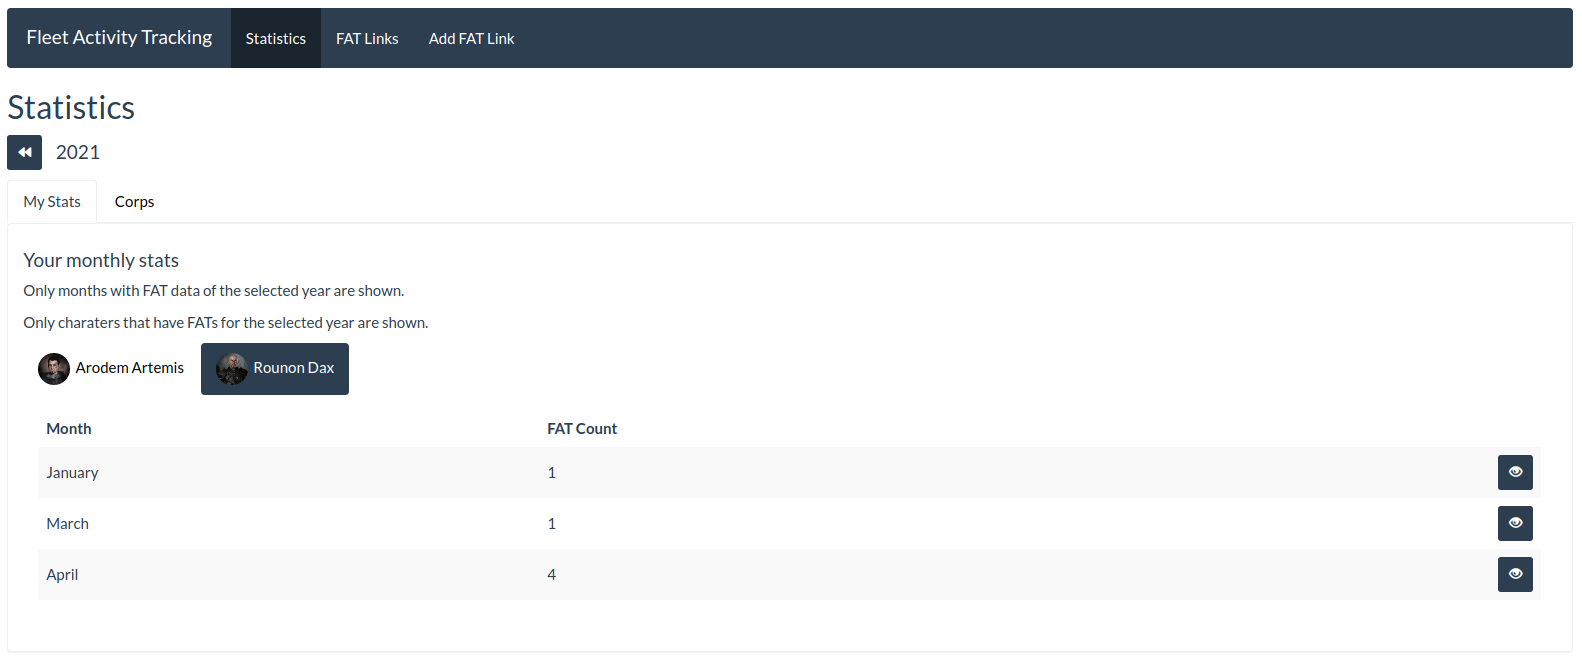 Fleet Activity Tracking Statistics FAT Links Add FAT Link
Statistics
2021
My Stats Corps
Your monthly stats
Only months with FAT data of the selected year are shown.
Only charaters that have FATs for the selected year are shown.
Arodem Artemis Rounon Dax
Month FAT Count
January 1
March 1
April 4